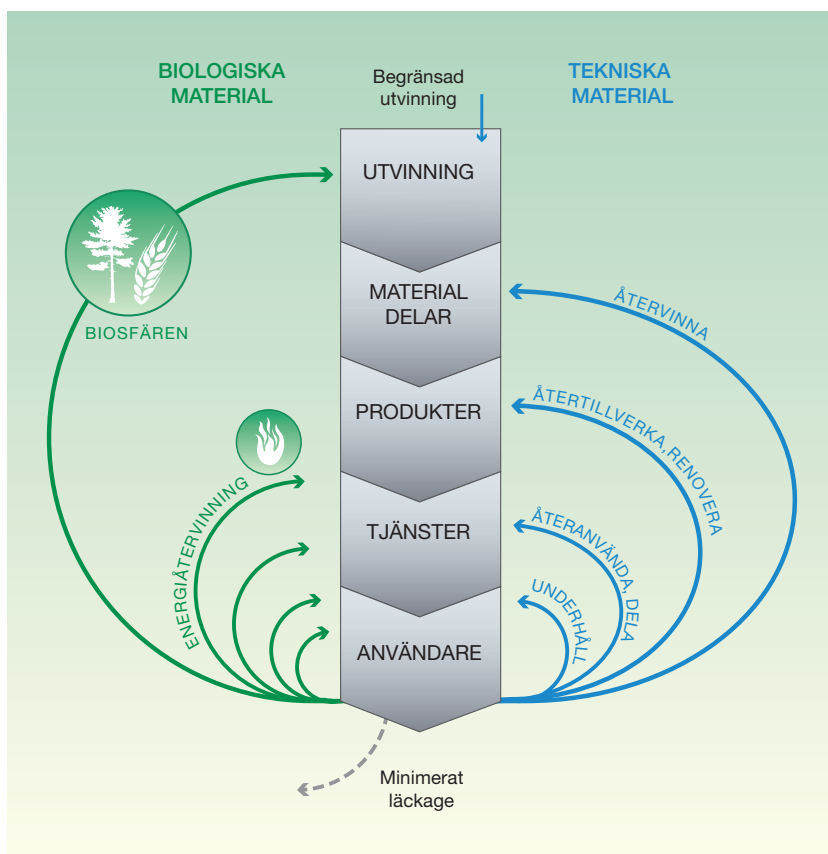 BIOLOGISKA
MATERIAL
Begränsad
utvinning
TEKNISKA
MATERIAL
UTVINNING
MATERIAL
DELAR
ÅTERVINNA
BIOSFÄREN
PRODUKTER
ÅTERTILLVERKA, RENOVERA
ENERGIÅTERVINNING
TJÄNSTER
ÅTERANVÄNDA, DELA
UNDERHÅLL
ANVÄNDARE
Minimerat
läckage